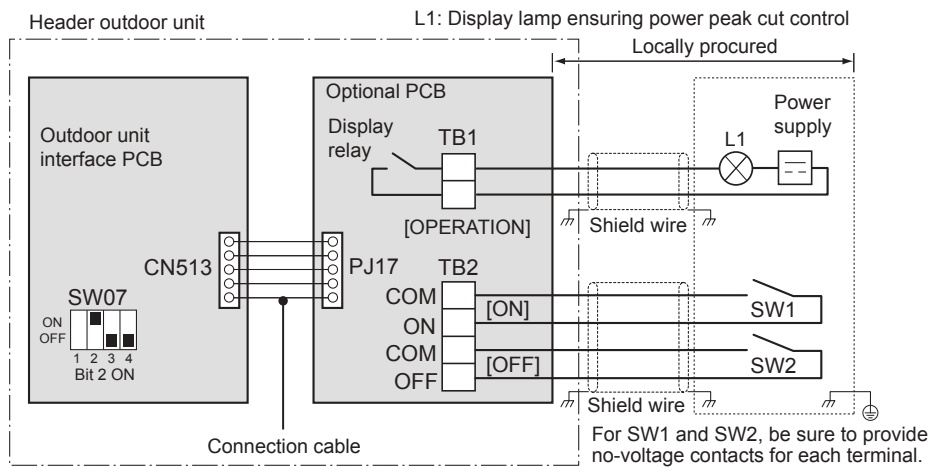 Header outdoor unit
L1: Display lamp ensuring power peak cut control
Locally procured
Outdoor unit
interface PCB
Optional PCB
Display
relay
TB1
L1
Power
supply
[OPERATION]
Shield wire
CN513
PJ17
TB2
COM
[ON]
ON
SW1
COM
[OFF]
OFF
SW2
SW07
ON
OFF
1 2 3 4
Bit 2 ON
Shield wire
Connection cable
For SW1 and SW2, be sure to provide
no-voltage contacts for each terminal.